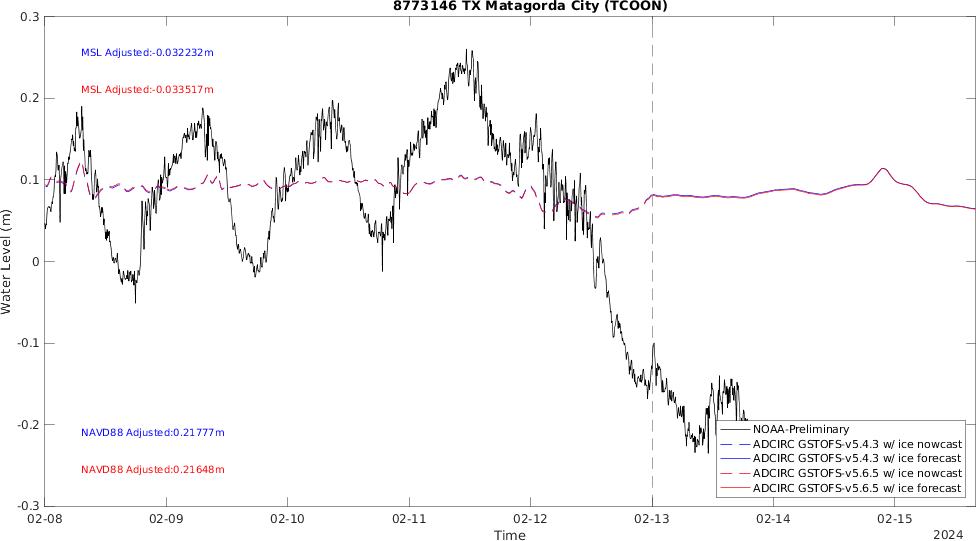 8773146 TX Matagorda City (TCOON)
0.3
MSL Adjusted:-0.032232m
MSL Adjusted:-0.033517m
0.2
0.1
Water Level (m)
0
-0.1
-0.2
NAVD88 Adjusted:0.21777m
NAVD88 Adjusted:0.21648m
-0.3
NOAA-Preliminary
ADCIRC GSTOFS-v5.4.3 w/ ice nowcast
ADCIRC GSTOFS-v5.4.3 w/ ice forecast
ADCIRC GSTOFS-v5.6.5 w/ ice nowcast
ADCIRC GSTOFS-v5.6.5 w/ ice forecast
02-08 02-09 02-10 02-11 02-12 02-13 02-14 02-15
Time
2024